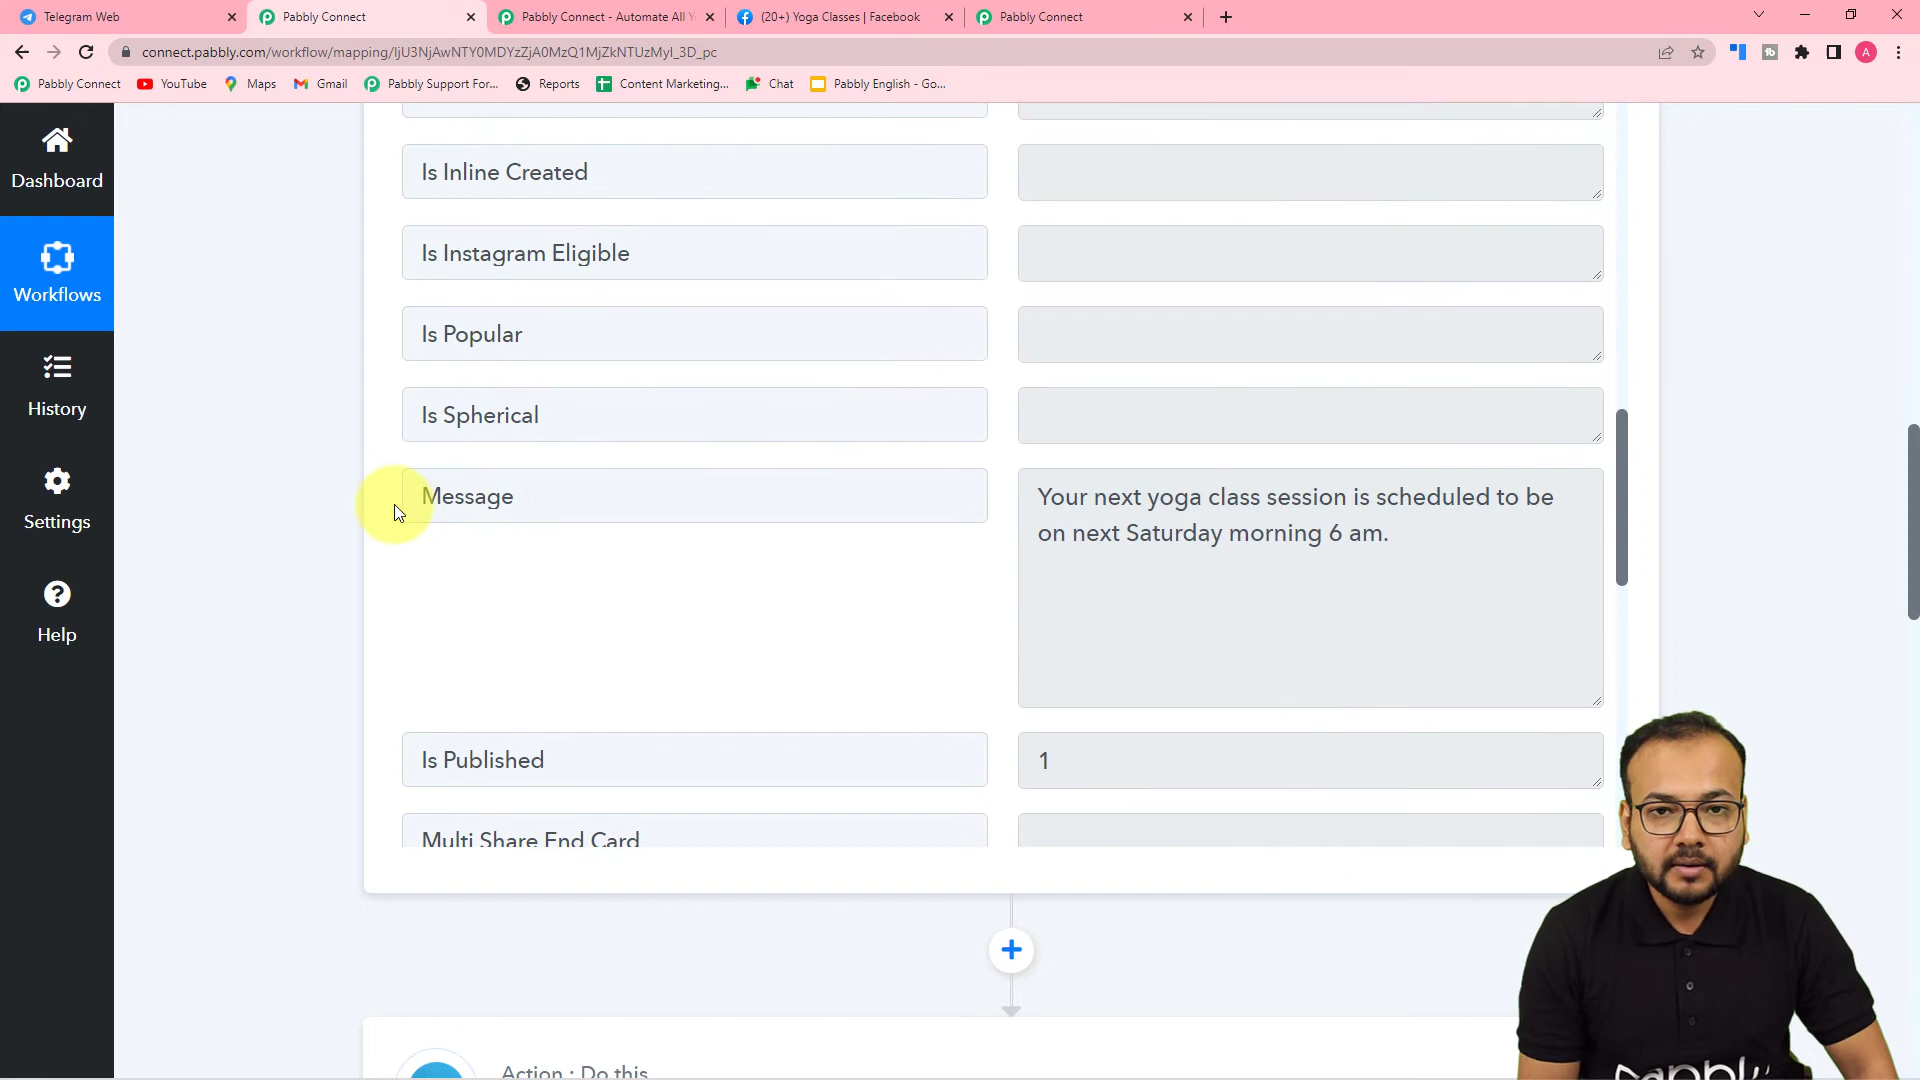 Telegram Web
Pabbly Connect
Pabbly Connect - Automate All Y
(20+) Yoga Classes | Facebook
Pabbly Connect
connect.pabbly.com/workflow/mapping/IjU3NjAwNTY0MDYzZjA0MzQ1MjZkNTUzMyI_3D_pc
A
Pabbly Connect
YouTube
Maps
Gmail
Pabbly Support For...
Reports
Content Marketing...
Chat
Pabbly English - Go...
Dashboard
Workflows
History
Settings
Help
Is Inline Created
Is Instagram Eligible
Is Popular
Is Spherical
Message
Your next yoga class session is scheduled to be
on next Saturday morning 6 am.
Is Published
1
Multi Share End Card
Action : Do this
Pabbly